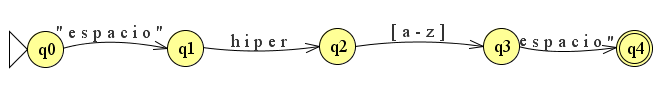 q0 "espacio" q1 hiper q2 [a-z] q3 espacio" q4